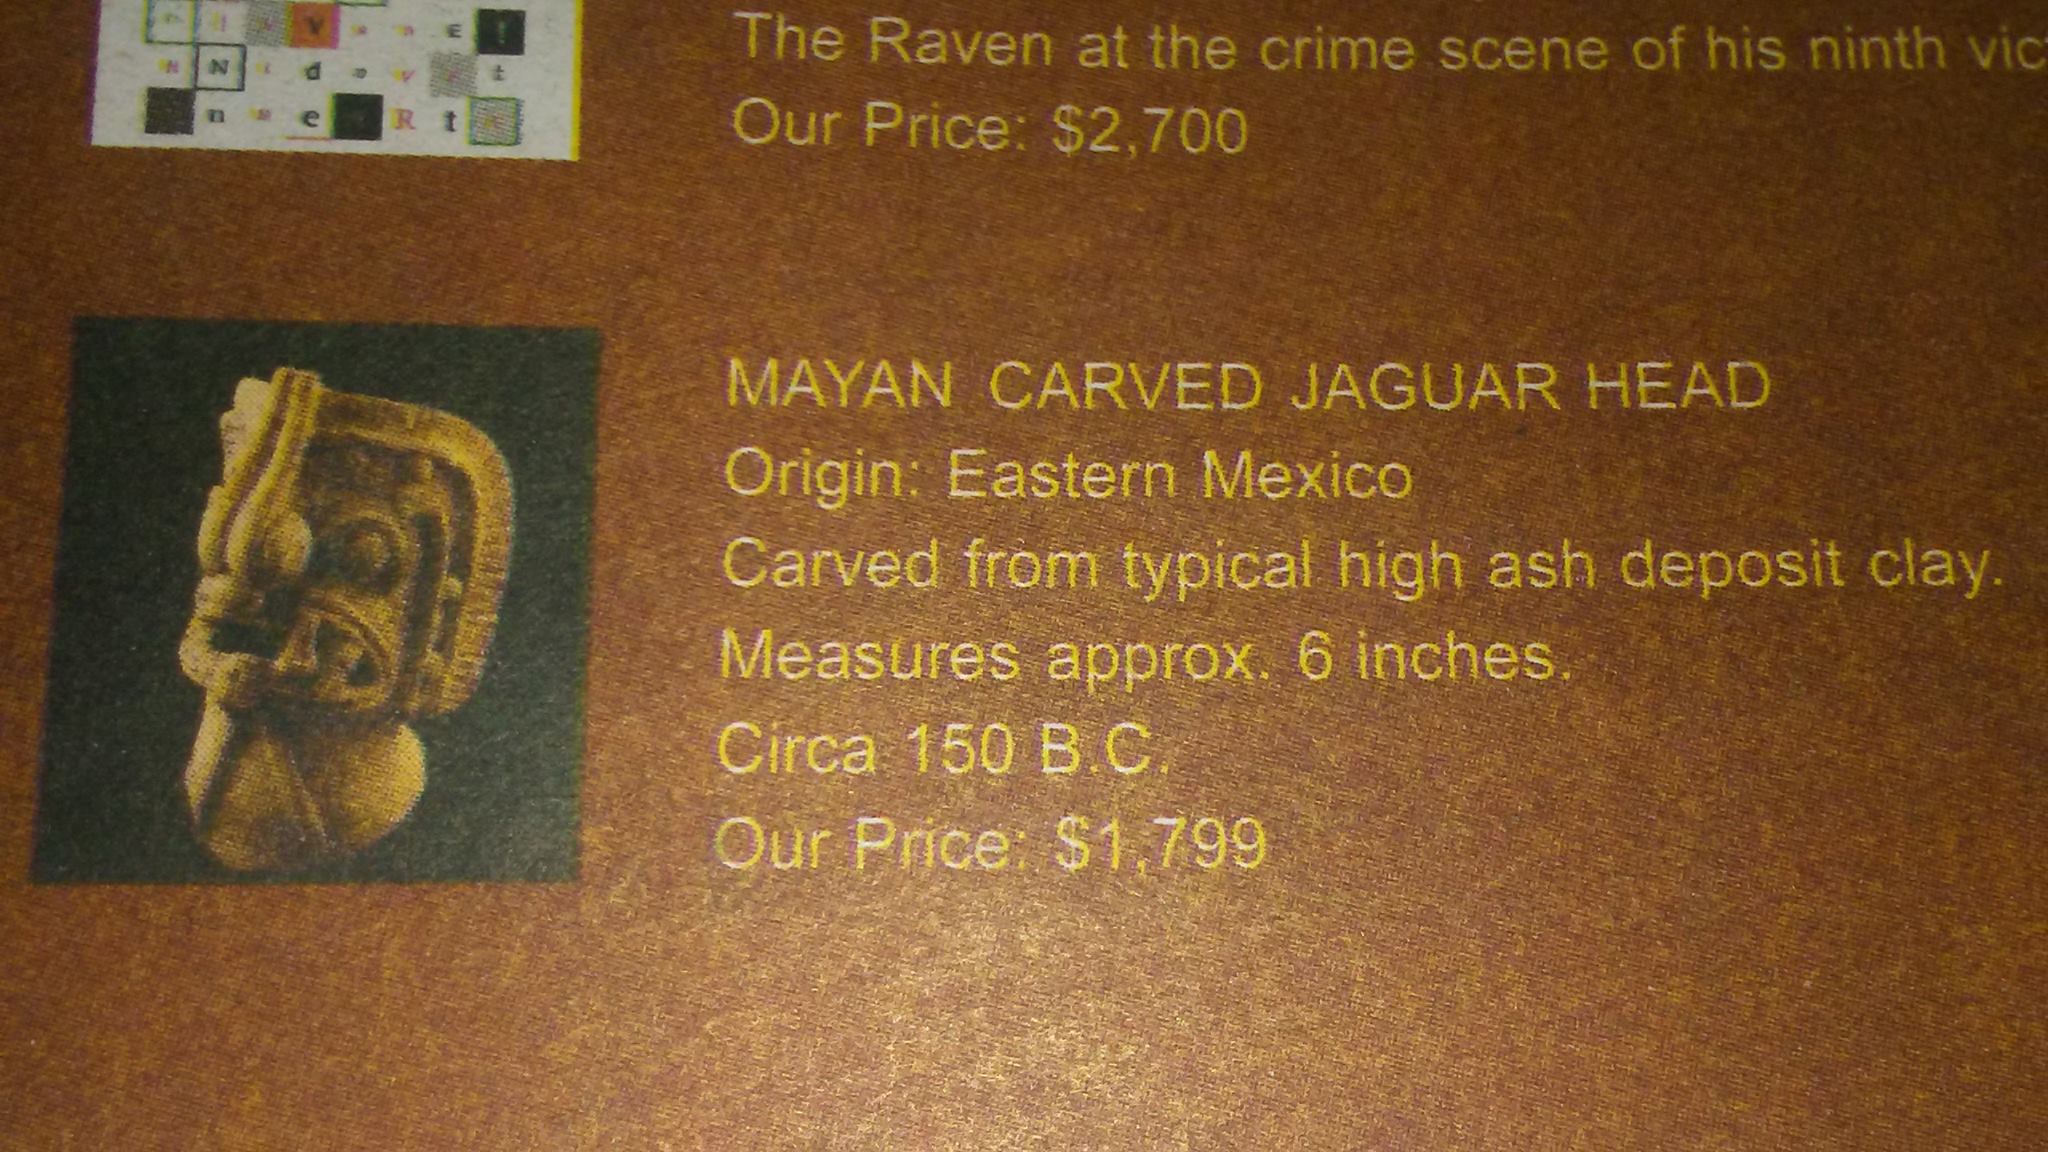 The Raven at the crime scene of his ninth
Our Price: $2,700
MAYAN CARVED JAGUAR HEAD
Origin: Eastern Mexico
Carved from typical high ash deposit clay.
Measures approx. 6 inches.
Circa 150 B.C.
Our Price: $1,799